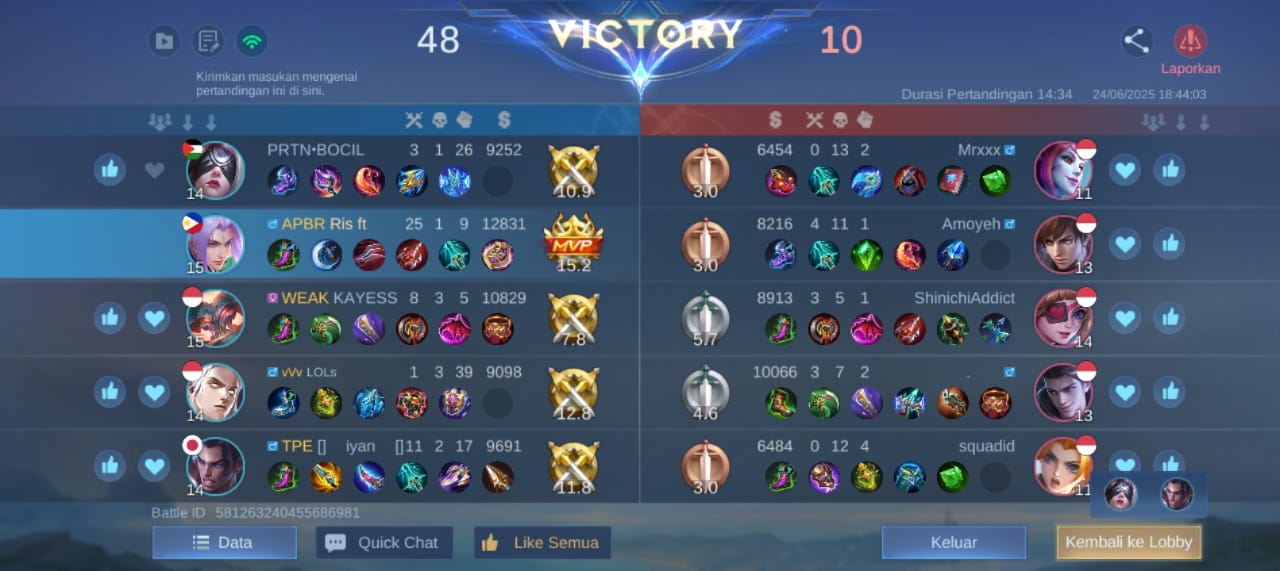 48 VICTORY 10
Laporkan
Kirimkan masukan mengenai
pertandingan ini di sini.
Durasi Pertandingan 14:34 24/06/2025 18:44:03
PRTN•BOCIL 3 1 26 9252
14 10.9
6454 0 13 2 Mrxxx
3.0 11
APBR Ris ft 25 1 9 12831
15 MVP 15.2
8216 4 11 1 Amoyeh
3.0 13
WEAK KAYESS 8 3 5 10829
15 7.8
8913 3 5 1 ShinichiAddict
5.7 14
vVv LOLs 1 3 39 9098
14 12.8
10066 3 7 2 .
4.6 13
TPE [] iyan [] 11 2 17 9691
14 11.8
6484 0 12 4 squadid
3.0 11
Battle ID 581263240455686981
Data Quick Chat Like Semua Keluar Kembali ke Lobby